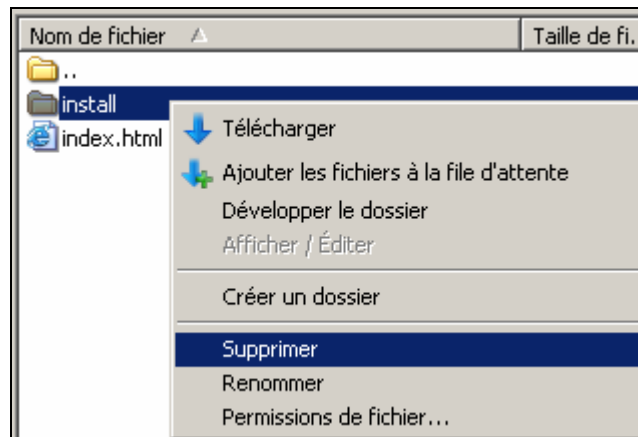 Nom de fichier
Taille de fi.
..
install
index.html
Télécharger
Ajouter les fichiers à la file d'attente
Développer le dossier
Afficher / Éditer
Créer un dossier
Supprimer
Renommer
Permissions de fichier...